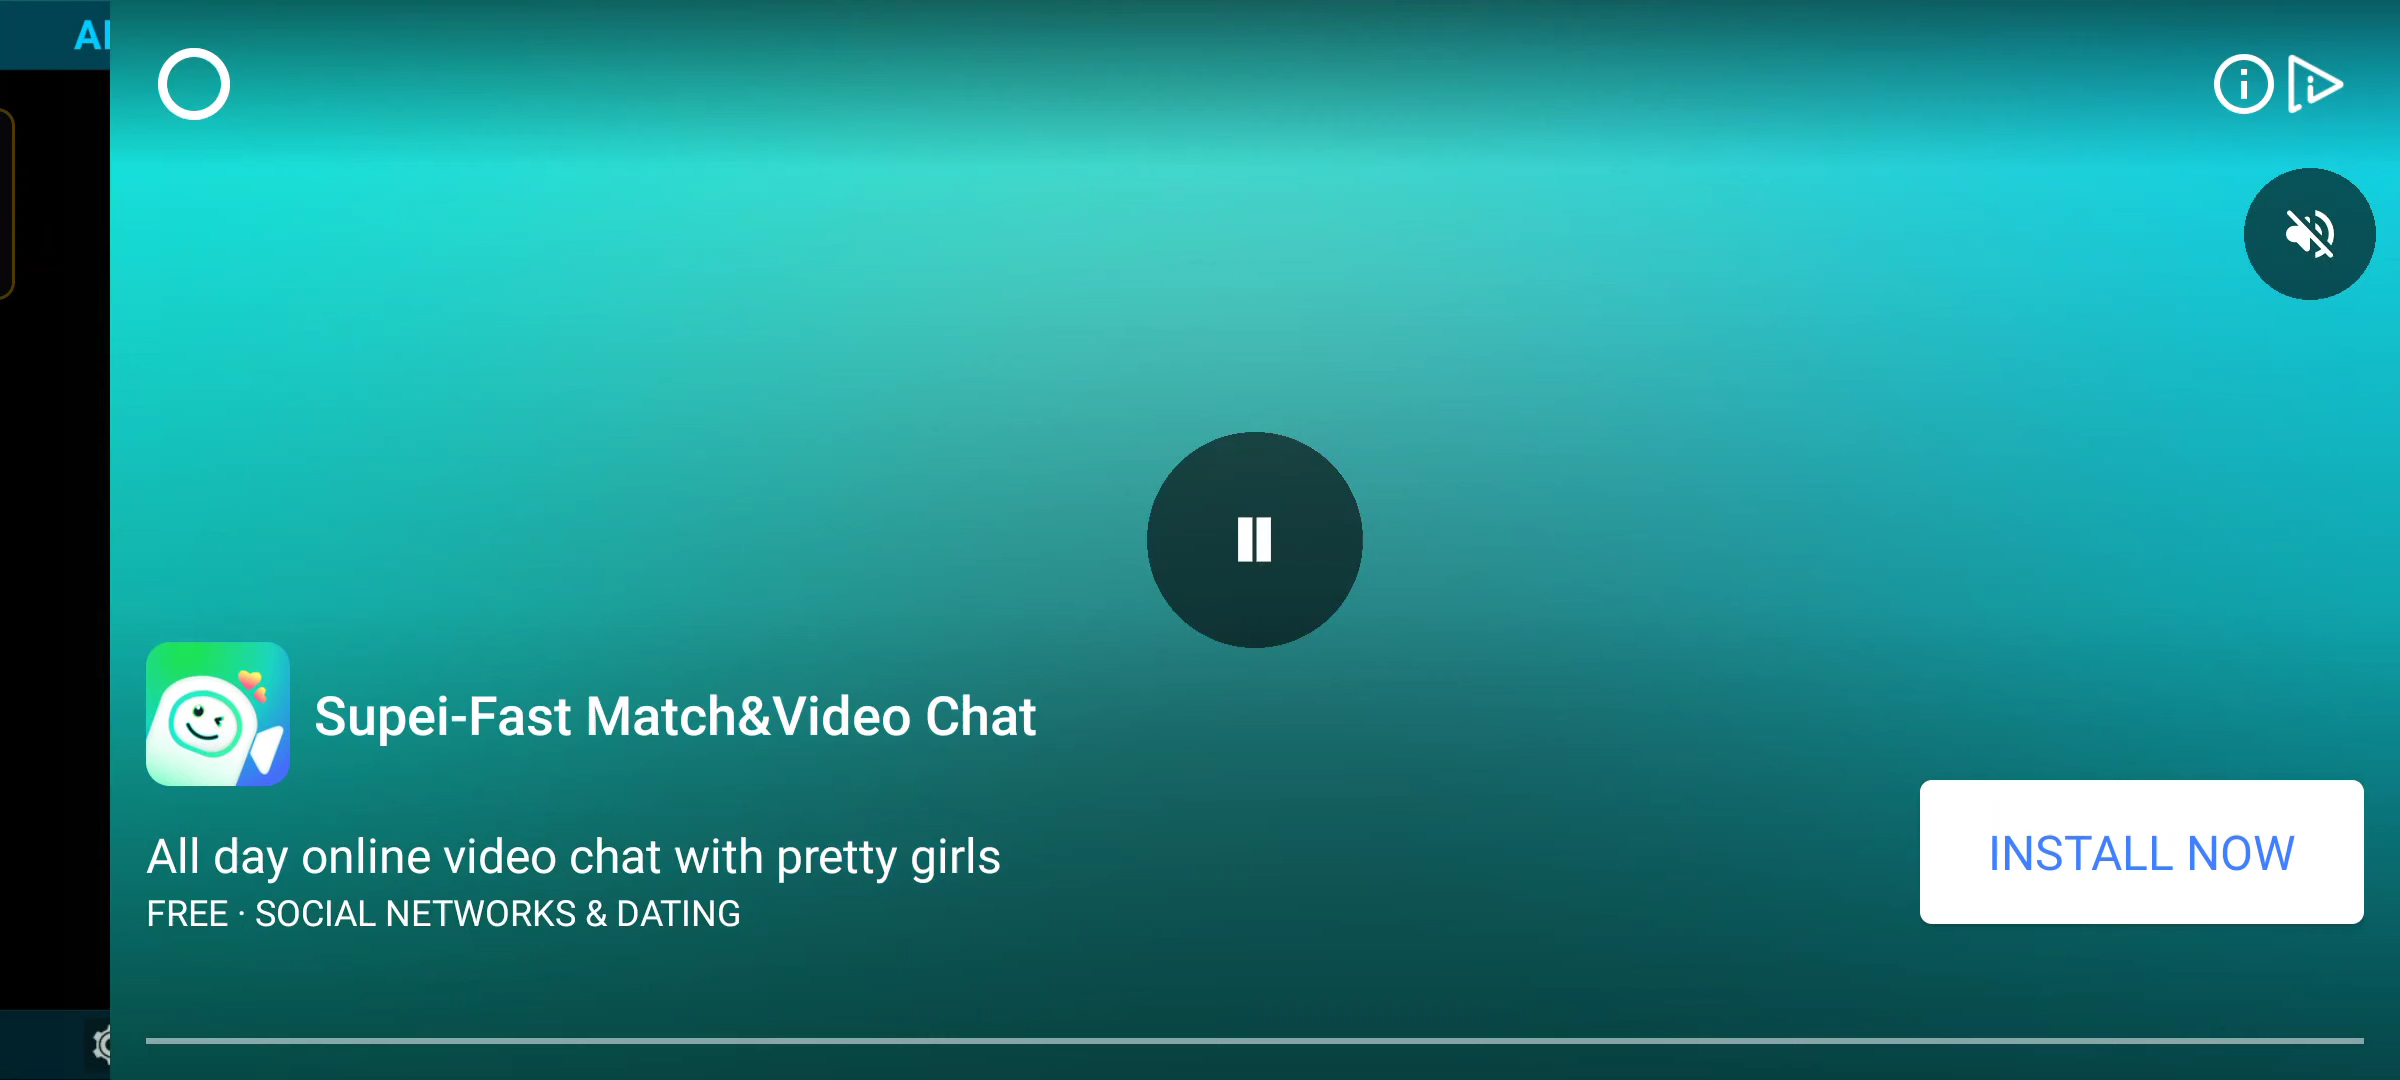 Supei-Fast Match&Video Chat
All day online video chat with pretty girls
FREE · SOCIAL NETWORKS & DATING
INSTALL NOW